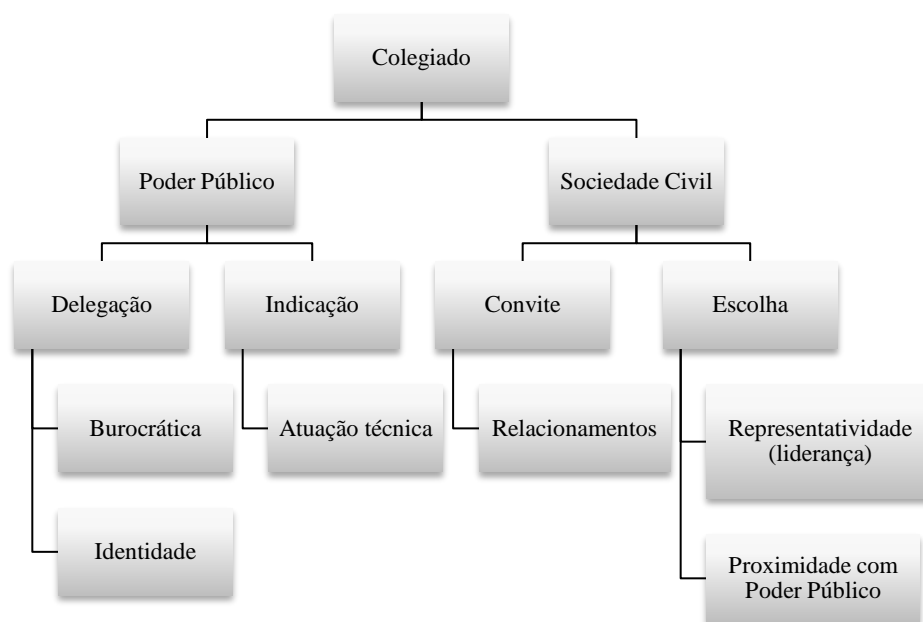 Colegiado
Poder Público
Sociedade Civil
Delegação
Indicação
Convite
Escolha
Burocrática
Atuação técnica
Relacionamentos
Representatividade
(liderança)
Identidade
Proximidade com
Poder Público